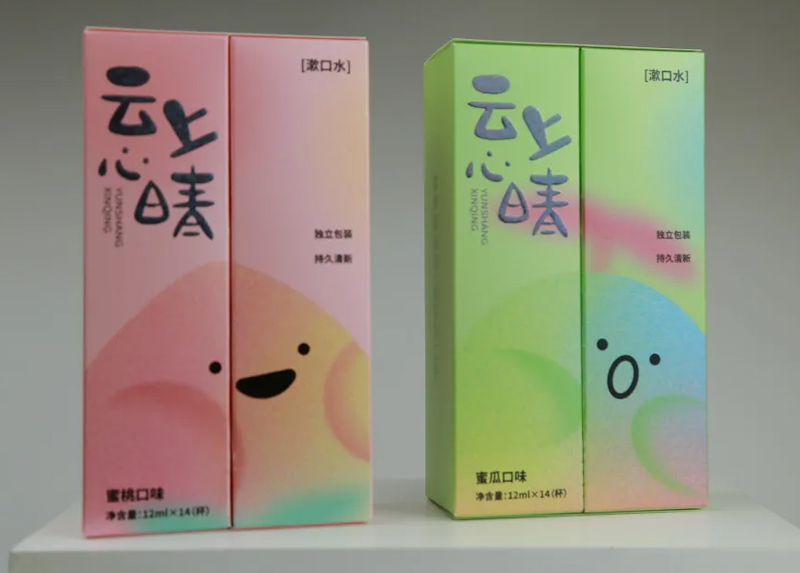 云上
心晴
YUNSHANG
XINQING
[漱口水]
独立包装
持久清新
蜜桃口味
净含量:12ml×14(杯)
云上
心晴
YUNSHANG
XINQING
[漱口水]
独立包装
持久清新
蜜瓜口味
净含量:12ml×14(杯)